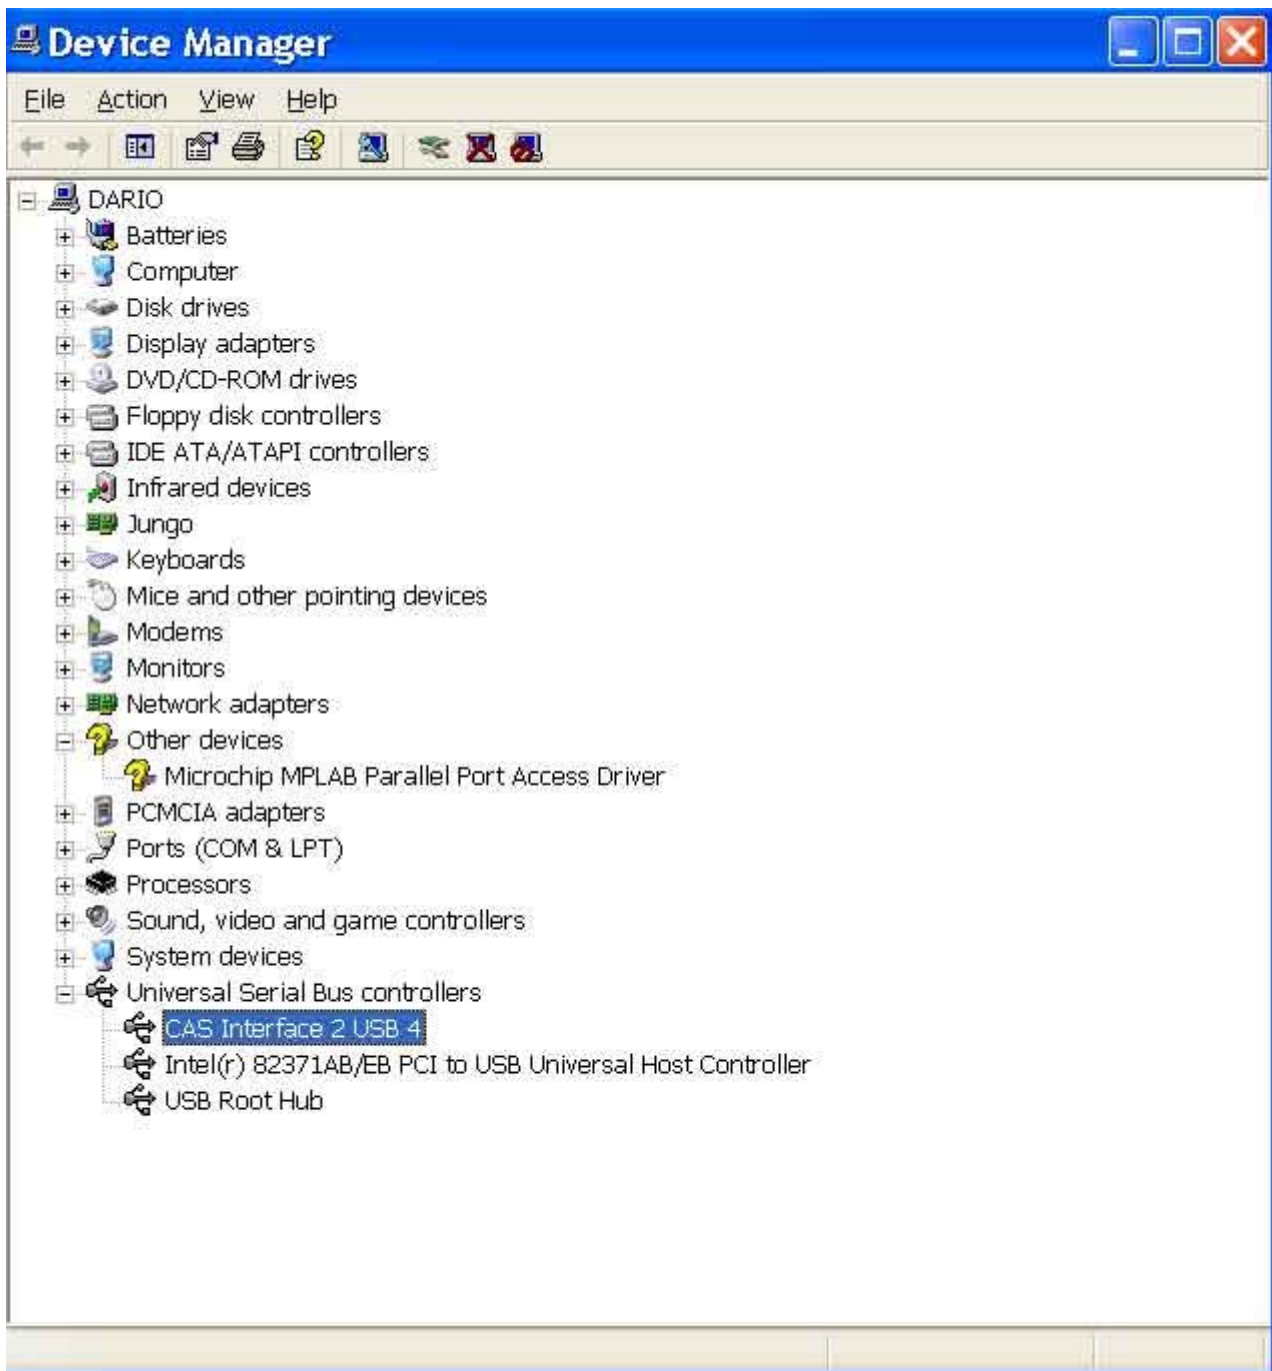 Device Manager
File Action View Help
DARIO
Batteries
Computer
Disk drives
Display adapters
DVD/CD-ROM drives
Floppy disk controllers
IDE ATA/ATAPI controllers
Infrared devices
Jungo
Keyboards
Mice and other pointing devices
Modems
Monitors
Network adapters
Other devices
Microchip MPLAB Parallel Port Access Driver
PCMCIA adapters
Ports (COM & LPT)
Processors
Sound, video and game controllers
System devices
Universal Serial Bus controllers
CAS Interface 2 USB 4
Intel(r) 82371AB/EB PCI to USB Universal Host Controller
USB Root Hub